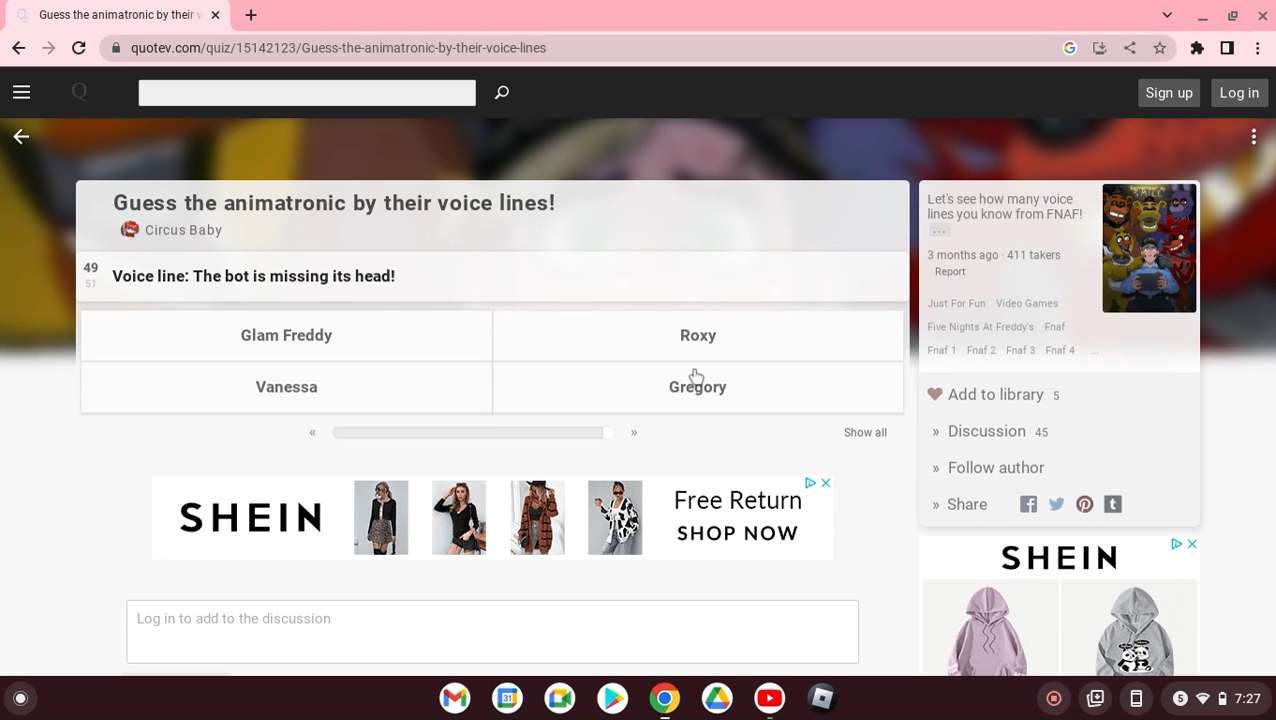 Guess the animatronic by their v
quotev.com/quiz/15142123/Guess-the-animatronic-by-their-voice-lines
Q
Sign up
Log in
Guess the animatronic by their voice lines!
Circus Baby
49
51
Voice line: The bot is missing its head!
Glam Freddy
Roxy
Vanessa
Gregory
«
»
Show all
Let's see how many voice
lines you know from FNAF!
...
3 months ago · 411 takers
Report
Just For Fun Video Games
Five Nights At Freddy's Fnaf
Fnaf 1 Fnaf 2 Fnaf 3 Fnaf 4 ...
Add to library 5
» Discussion 45
» Follow author
» Share
SHEIN
Free Return
SHOP NOW
SHEIN
Log in to add to the discussion
31
5
7:27